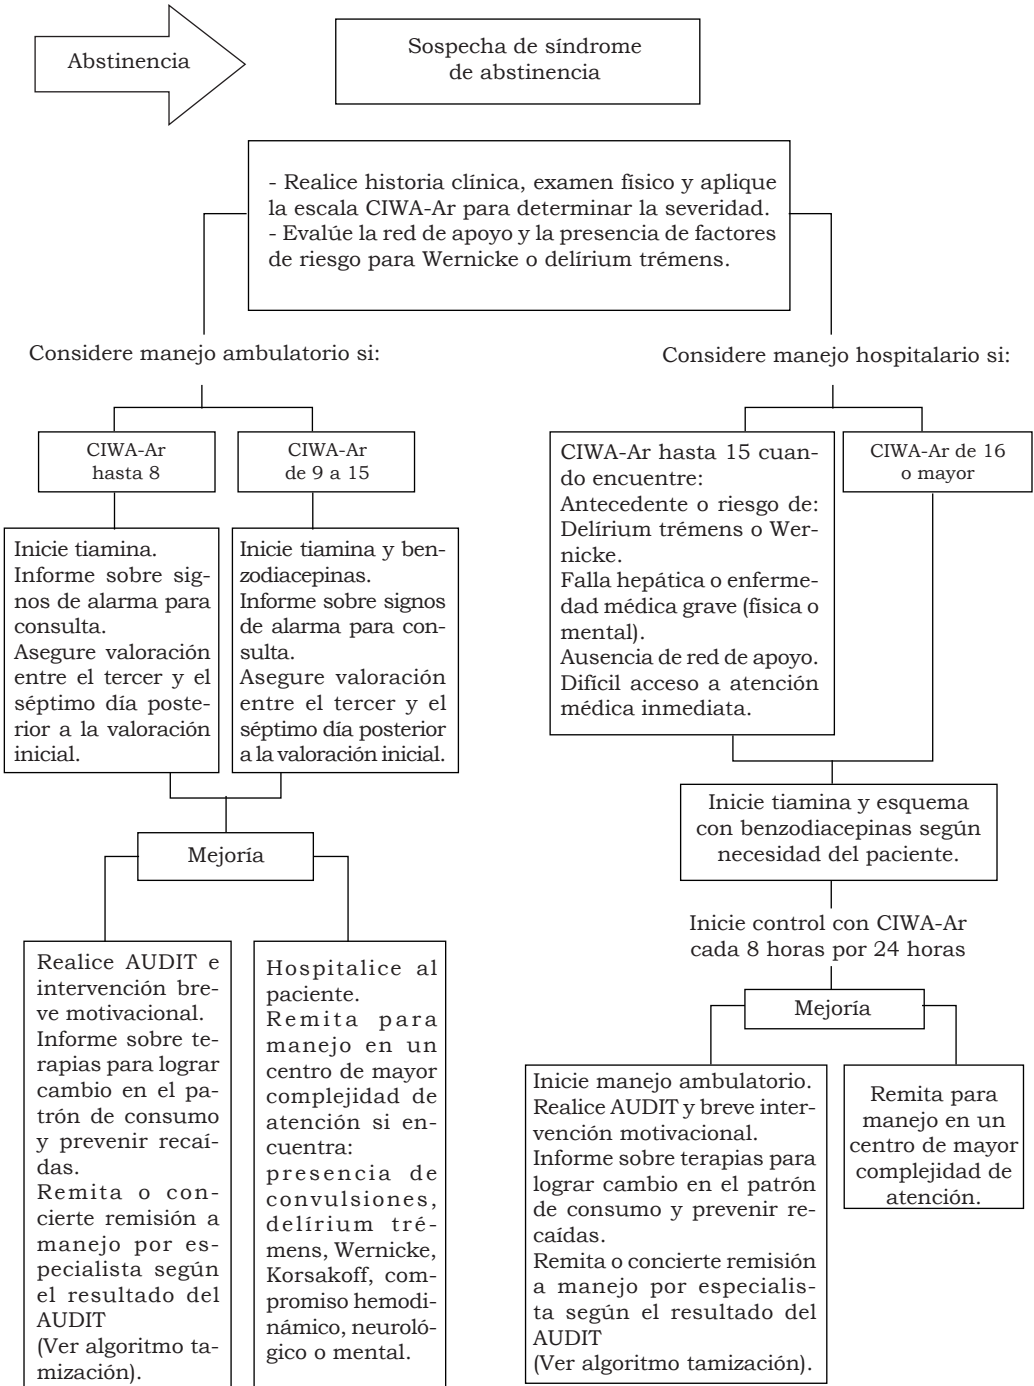 Abstinencia
Sospecha de síndrome
de abstinencia
- Realice historia clínica, examen físico y aplique
la escala CIWA-Ar para determinar la severidad.
- Evalúe la red de apoyo y la presencia de factores
de riesgo para Wernicke o delírium trémens.
Considere manejo ambulatorio si:
Considere manejo hospitalario si:
CIWA-Ar
hasta 8
CIWA-Ar
de 9 a 15
CIWA-Ar hasta 15 cuan-
do encuentre:
Antecedente o riesgo de:
Delírium trémens o Wer-
nicke.
Falla hepática o enferme-
dad médica grave (física o
mental).
Ausencia de red de apoyo.
Difícil acceso a atención
médica inmediata.
CIWA-Ar de 16
o mayor
Inicie tiamina.
Informe sobre sig-
nos de alarma para
consulta.
Asegure valoración
entre el tercer y el
séptimo día poste-
rior a la valoración
inicial.
Inicie tiamina y ben-
zodiacepinas.
Informe sobre signos
de alarma para con-
sulta.
Asegure valoración
entre el tercer y el
séptimo día posterior
a la valoración inicial.
Inicie tiamina y esquema
con benzodiacepinas según
necesidad del paciente.
Mejoría
Inicie control con CIWA-Ar
cada 8 horas por 24 horas
Realice AUDIT e
intervención bre-
ve motivacional.
Informe sobre te-
rapias para lograr
cambio en el pa-
trón de consumo
y prevenir recaí-
das.
Remita o con-
cierte remisión a
manejo por es-
pecialista según
el resultado del
AUDIT
(Ver algoritmo ta-
mización).
Hospitalice al
paciente.
Remita para
manejo en un
centro de mayor
complejidad de
atención si en-
cuentra:
presencia de
convulsiones,
delírium tré-
mens, Wernicke,
Korsakoff, com-
promiso hemodi-
námico, neuroló-
gico o mental.
Mejoría
Inicie manejo ambulatorio.
Realice AUDIT y breve inter-
vención motivacional.
Informe sobre terapias para
lograr cambio en el patrón
de consumo y prevenir re-
caídas.
Remita o concierte remisión
a manejo por especialis-
ta según el resultado del
AUDIT
(Ver algoritmo tamización).
Remita para
manejo en un
centro de mayor
complejidad de
atención.